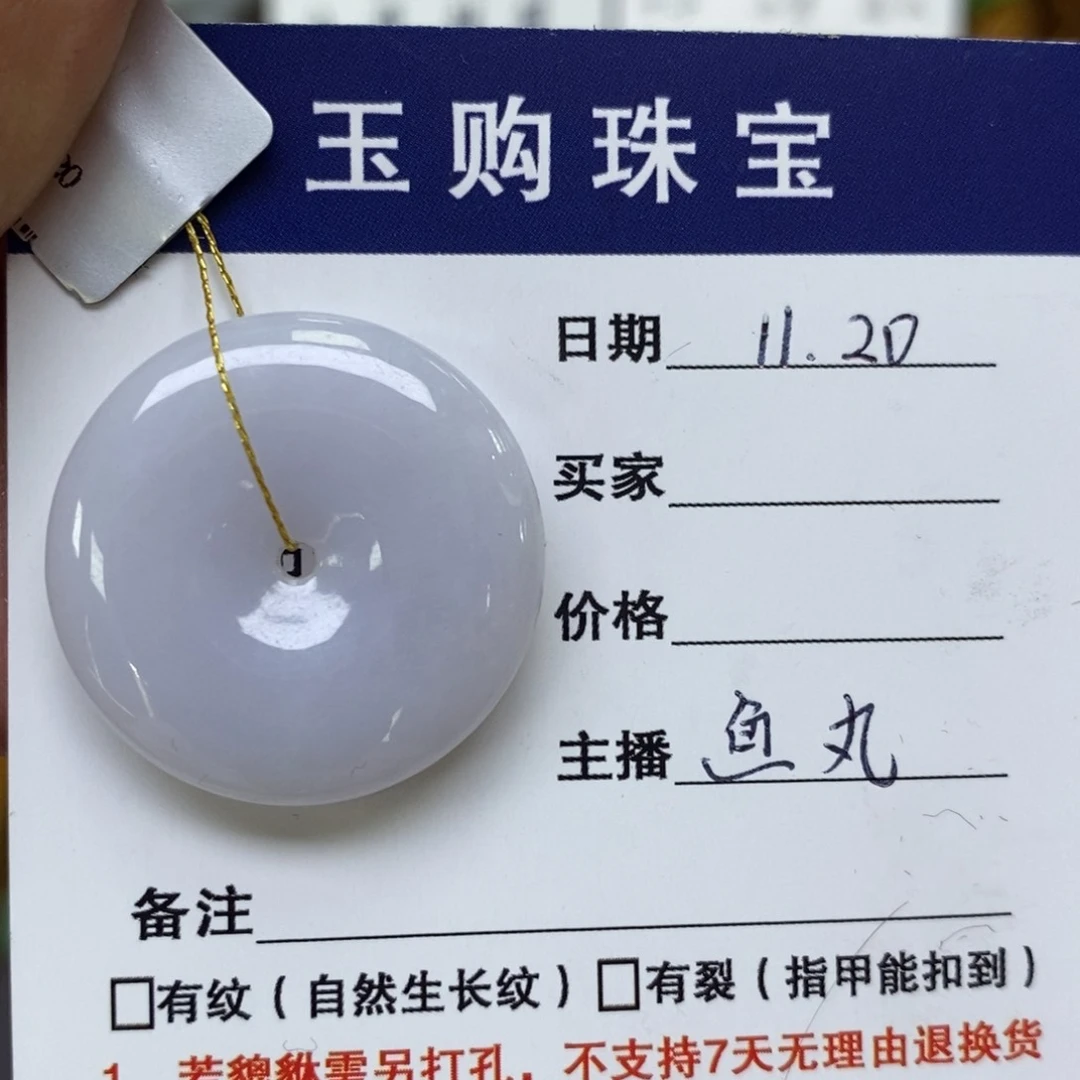 玉购珠宝
日期 11.20
买家
价格
主播 鱼丸
备注
□有纹（自然生长纹）□有裂（指甲能扣到）
1、若貔貅需另打孔，不支持7天无理由退换货